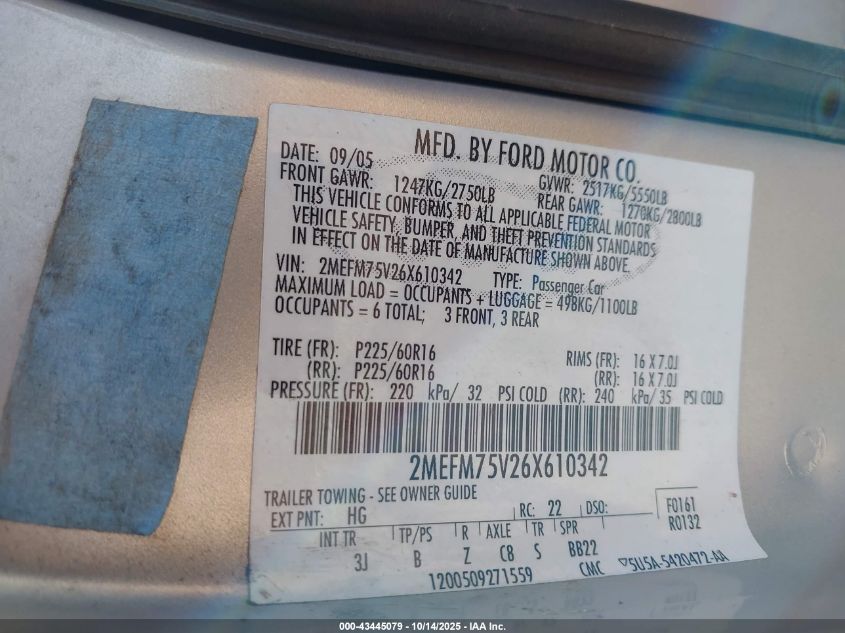 MFD. BY FORD MOTOR CO.
DATE: 09/05 GVWR: 2517KG/5550LB
FRONT GAWR: 1247KG/2750LB REAR GAWR: 1270KG/2800LB
THIS VEHICLE CONFORMS TO ALL APPLICABLE FEDERAL MOTOR
VEHICLE SAFETY, BUMPER, AND THEFT PREVENTION STANDARDS
IN EFFECT ON THE DATE OF MANUFACTURE SHOWN ABOVE.
VIN: 2MEFM75V26X610342 TYPE: Passenger Car
MAXIMUM LOAD = OCCUPANTS + LUGGAGE = 498KG/1100LB
OCCUPANTS = 6 TOTAL; 3 FRONT, 3 REAR
TIRE (FR): P225/60R16 RIMS (FR): 16 X 7.0J
(RR): P225/60R16 (RR): 16 X 7.0J
PRESSURE (FR): 220 kPa/ 32 PSI COLD (RR): 240 kPa/ 35 PSI COLD
2MEFM75V26X610342
TRAILER TOWING - SEE OWNER GUIDE
EXT PNT: HG RC: 22 DSO: F0161
R0132
INT TR TP/PS R AXLE TR SPR
3J B Z C8 S BB22
1200509271559 CMC ▽5U5A-5420472-AA
000-43445079 - 10/14/2025 - IAA Inc.